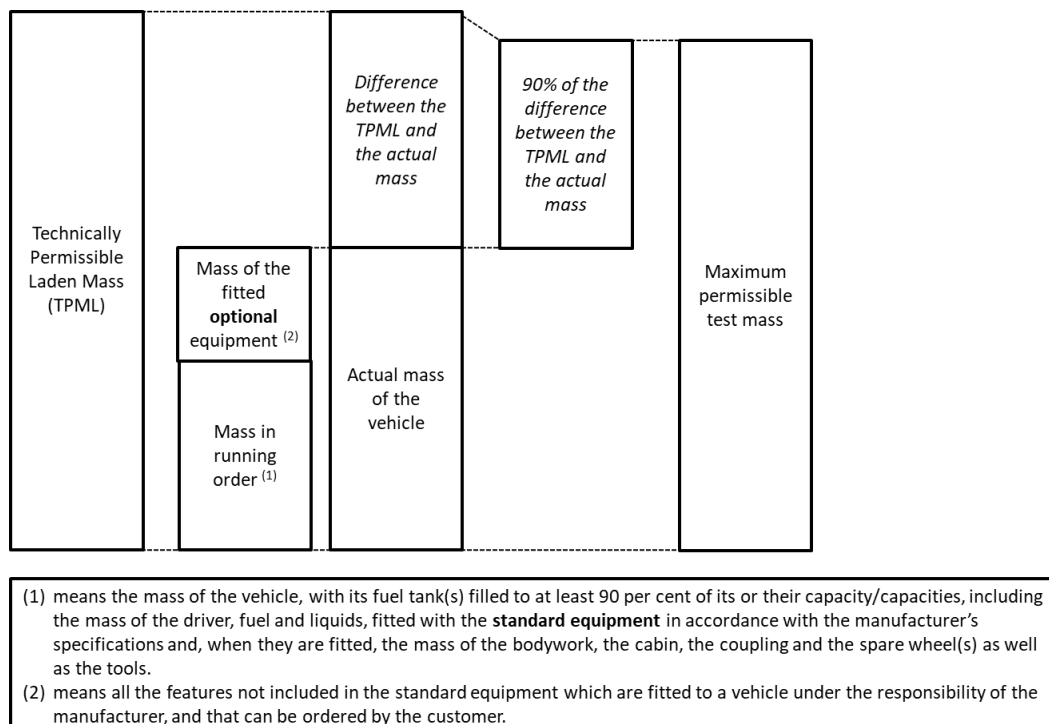 Technically
Permissible
Laden Mass
(TPML)
Mass of the
fitted
optional
equipment (2)
Mass in
running
order (1)
Difference
between the
TPML and
the actual
mass
Actual mass
of the
vehicle
90% of the
difference
between the
TPML and
the actual
mass
Maximum
permissible
test mass
(1) means the mass of the vehicle, with its fuel tank(s) filled to at least 90 per cent of its or their capacity/capacities, including
the mass of the driver, fuel and liquids, fitted with the standard equipment in accordance with the manufacturer’s
specifications and, when they are fitted, the mass of the bodywork, the cabin, the coupling and the spare wheel(s) as well
as the tools.
(2) means all the features not included in the standard equipment which are fitted to a vehicle under the responsibility of the
manufacturer, and that can be ordered by the customer.